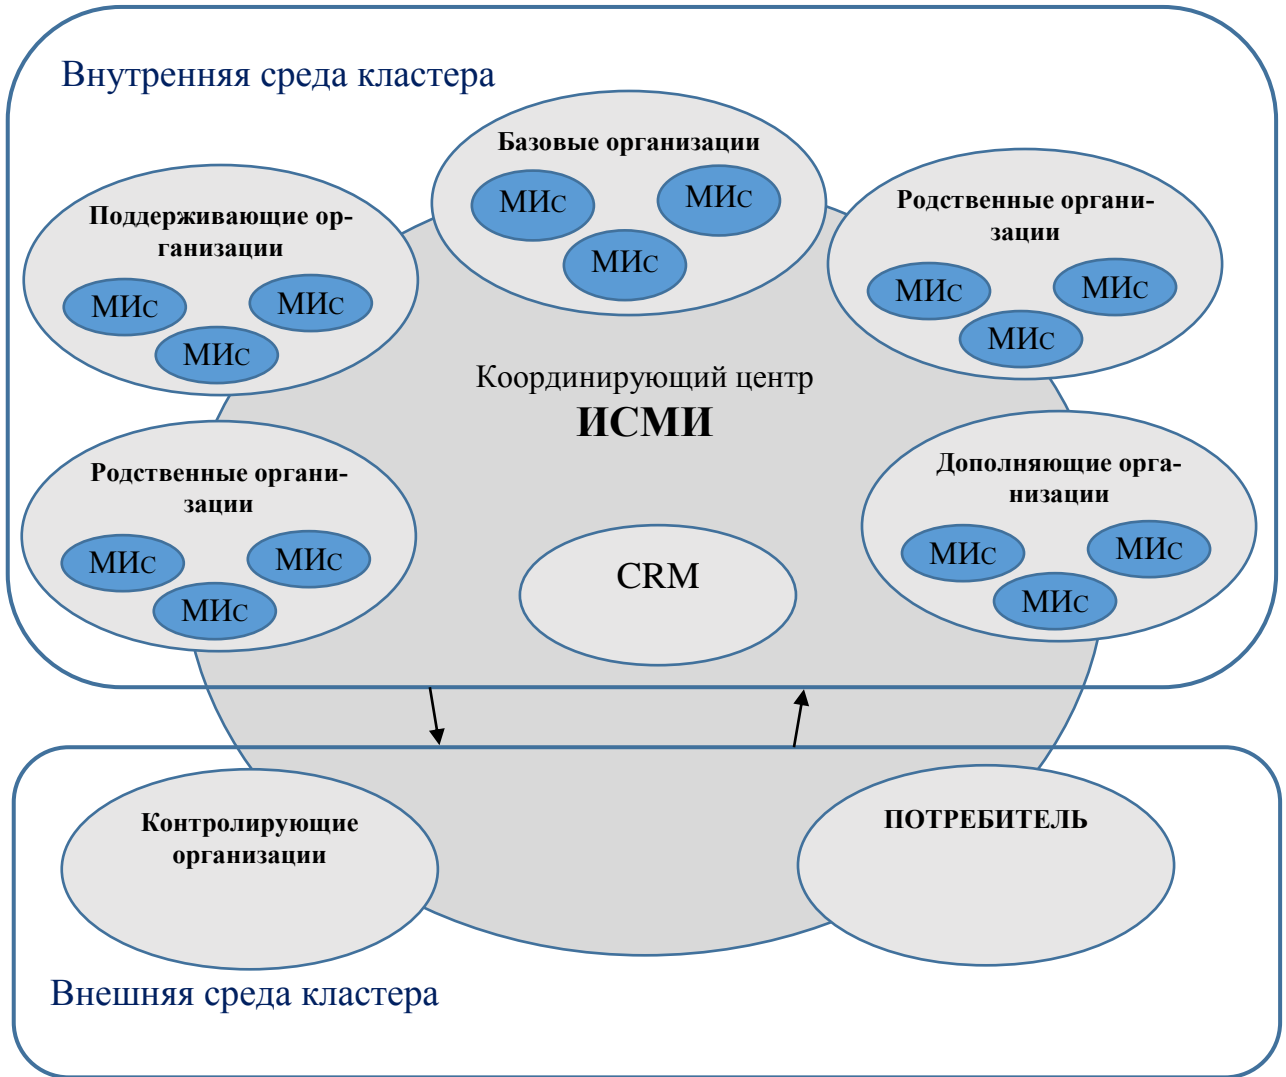 Внутренняя среда кластера
Базовые организации
МИс
МИс
МИс
Поддерживающие ор-
ганизации
МИс
МИс
МИс
Родственные органи-
зации
МИс
МИс
МИс
Координирующий центр
ИСМИ
Родственные органи-
зации
МИс
МИс
МИс
Дополняющие орга-
низации
МИс
МИс
МИс
CRM
Контролирующие
организации
ПОТРЕБИТЕЛЬ
Внешняя среда кластера